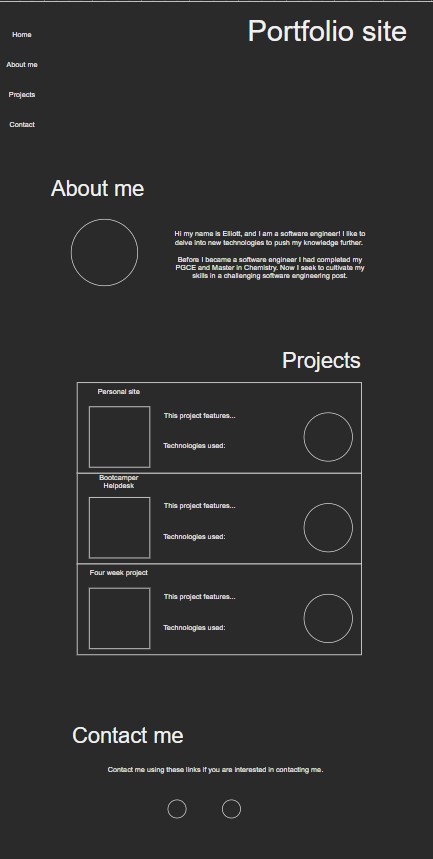 Portfolio site
Home
About me
Projects
Contact
About me
Hi my name is Elliott, and I am a software engineer! I like to
delve into new technologies to push my knowledge further.
Before I became a software engineer I had completed my
PGCE and Master in Chemistry. Now I seek to cultivate my
skills in a challenging software engineering post.
Projects
Personal site
This project features...
Technologies used:
Bootcamper
Helpdesk
This project features...
Technologies used:
Four week project
This project features...
Technologies used:
Contact me
Contact me using these links if you are interested in contacting me.